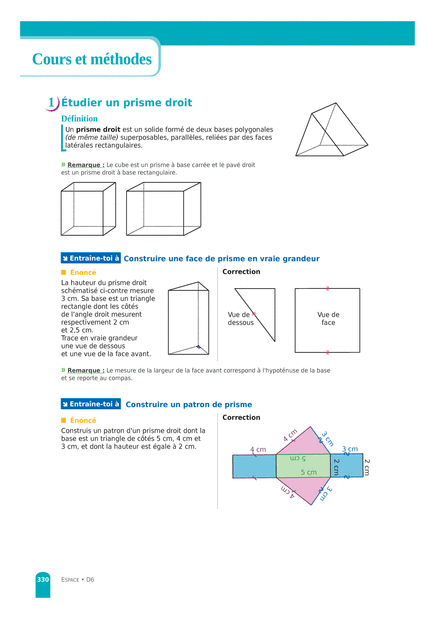 Cours et méthodes
1 Étudier un prisme droit
Définition
Un prisme droit est un solide formé de deux bases polygonales
(de même taille) superposables, parallèles, reliées par des faces
latérales rectangulaires.
» Remarque : Le cube est un prisme à base carrée et le pavé droit
est un prisme droit à base rectangulaire.
Entraîne-toi à Construire une face de prisme en vraie grandeur
Énoncé
La hauteur du prisme droit
schématisé ci-contre mesure
3 cm. Sa base est un triangle
rectangle dont les côtés
de l'angle droit mesurent
respectivement 2 cm
et 2,5 cm.
Trace en vraie grandeur
une vue de dessous
et une vue de la face avant.
Correction
Vue de
dessous
Vue de
face
» Remarque : Le mesure de la largeur de la face avant correspond à l'hypoténuse de la base
et se reporte au compas.
Entraîne-toi à Construire un patron de prisme
Énoncé
Construis un patron d'un prisme droit dont la
base est un triangle de côtés 5 cm, 4 cm et
3 cm, et dont la hauteur est égale à 2 cm.
Correction
4 cm
3 cm
4 cm
3 cm
5 cm
5 cm
2 cm
2 cm
4 cm
3 cm
330 ESPACE • D6